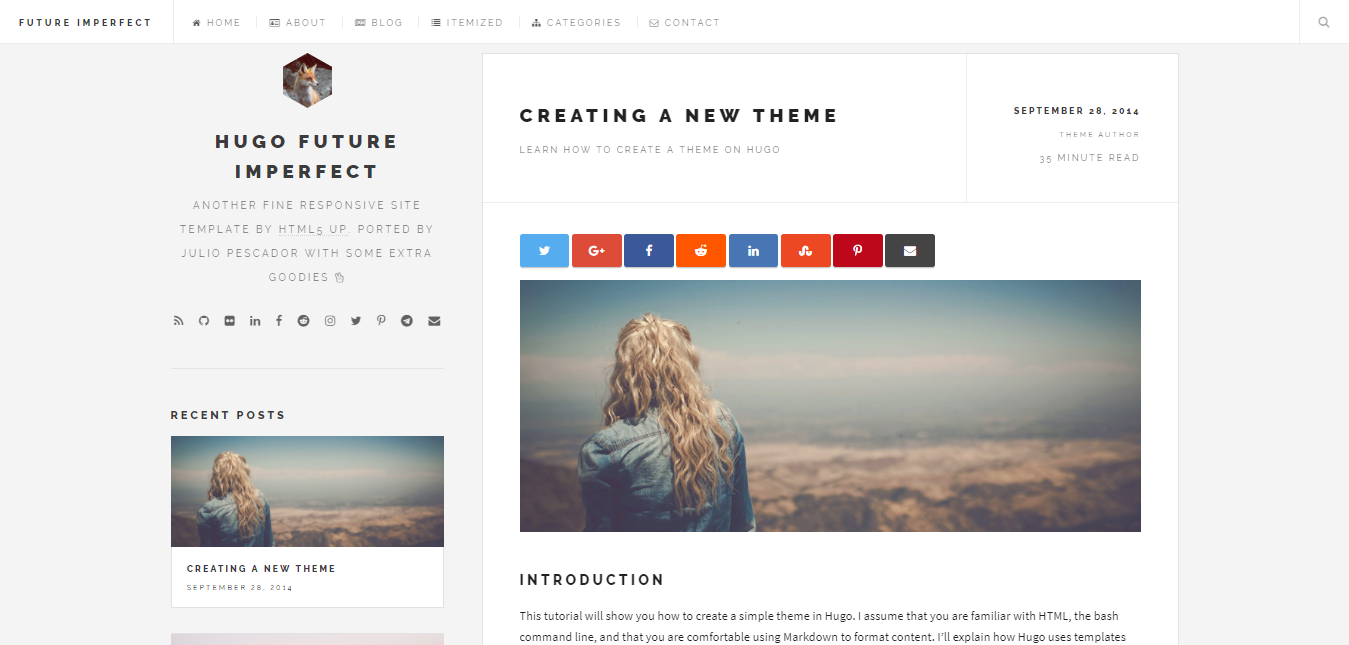 FUTURE IMPERFECT
HOME
ABOUT
BLOG
ITEMIZED
CATEGORIES
CONTACT
HUGO FUTURE
IMPERFECT
ANOTHER FINE RESPONSIVE SITE
TEMPLATE BY HTML5 UP. PORTED BY
JULIO PESCADOR WITH SOME EXTRA
GOODIES
RECENT POSTS
CREATING A NEW THEME
SEPTEMBER 28, 2014
CREATING A NEW THEME
LEARN HOW TO CREATE A THEME ON HUGO
SEPTEMBER 28, 2014
THEME AUTHOR
35 MINUTE READ
INTRODUCTION
This tutorial will show you how to create a simple theme in Hugo. I assume that you are familiar with HTML, the bash
command line, and that you are comfortable using Markdown to format content. I'll explain how Hugo uses templates